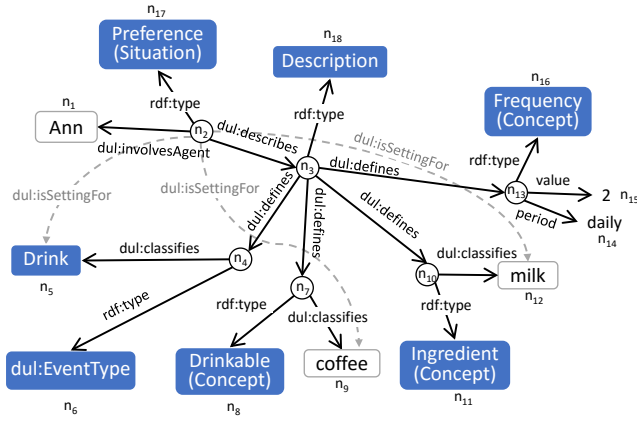 n17
Preference
(Situation)
n18
Description
n16
Frequency
(Concept)
n1
Ann
rdf:type
rdf:type
rdf:type
n2
dul:describes
dul:isSettingFor
dul:involvesAgent
n3
dul:defines
n13
value
2
n15
period
daily
n14
dul:isSettingFor
dul:isSettingFor
dul:defines
dul:defines
dul:defines
Drink
n5
dul:classifies
n4
n10
dul:classifies
milk
n12
rdf:type
n7
rdf:type
dul:classifies
rdf:type
dul:EventType
n6
Drinkable
(Concept)
n8
coffee
n9
Ingredient
(Concept)
n11